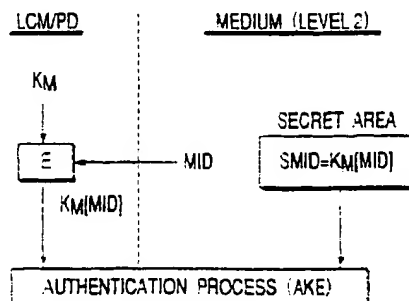 LCM/PD
MEDIUM (LEVEL 2)
KM
SECRET AREA
E
MID
SMID=KM[MID]
KM[MID]
AUTHENTICATION PROCESS (AKE)